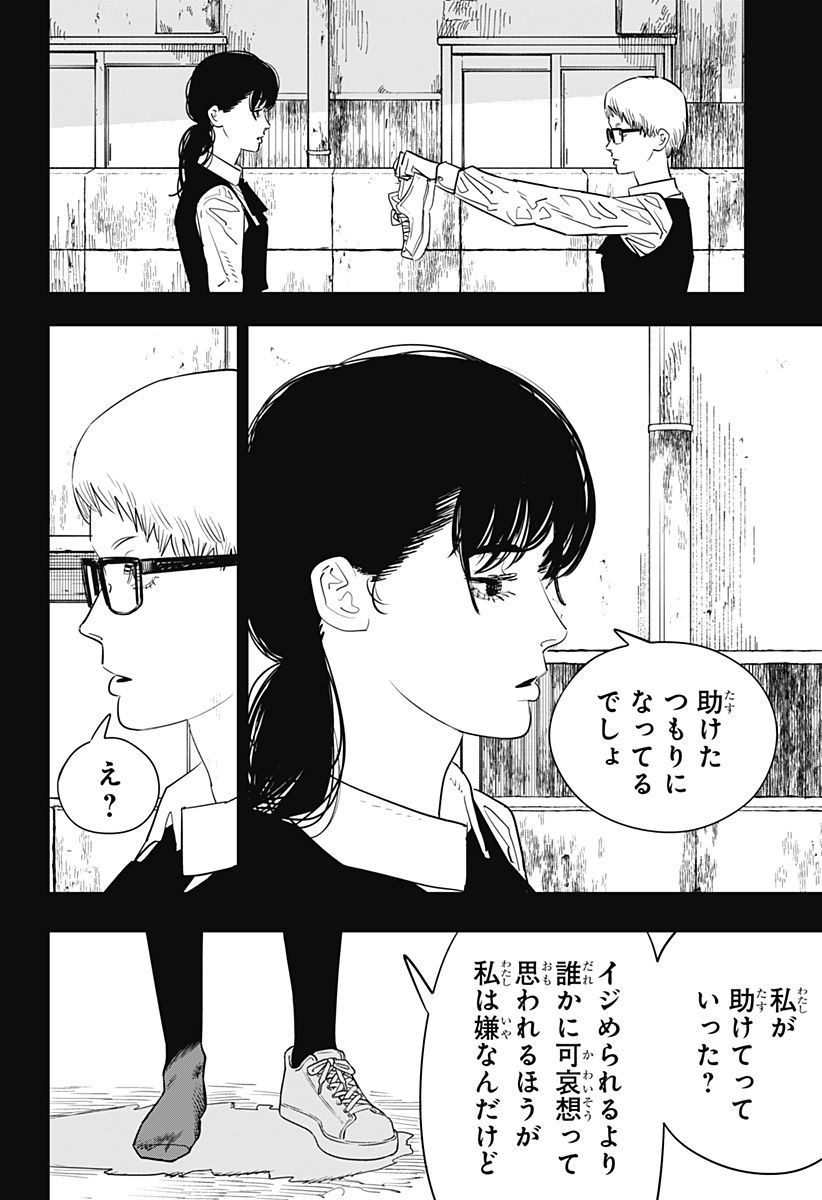 助けた
つもりに
なってる
でしょ
え?
私が
助けてって
いった?
イジめられるより
誰かに可哀想って
思われるほうが
私は嫌なんだけど